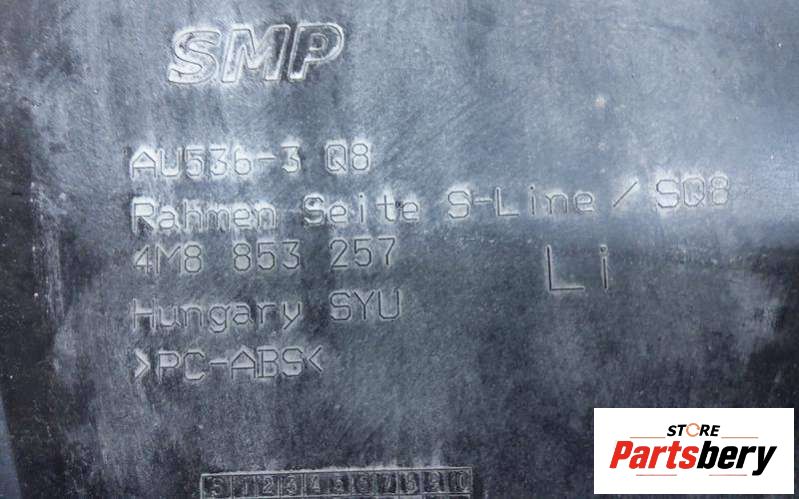 SMP
AU536-3 Q8
Rahmen Seite S-Line / SQ8
4M8 853 257
Li
Hungary SYU
>PC-ABS<
STORE
Partsbery